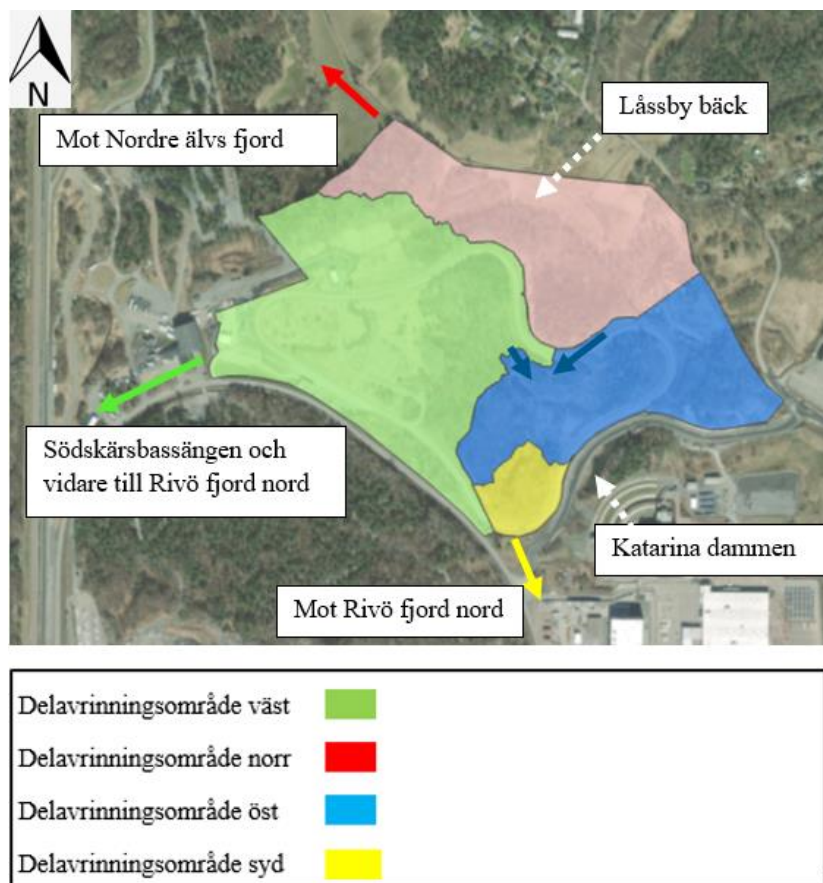 N
Mot Nordre älvs fjord
Låssby bäck
Södskärsbassängen och
vidare till Rivö fjord nord
Katarina dammen
Mot Rivö fjord nord
Delavrinningsområde väst
Delavrinningsområde norr
Delavrinningsområde öst
Delavrinningsområde syd